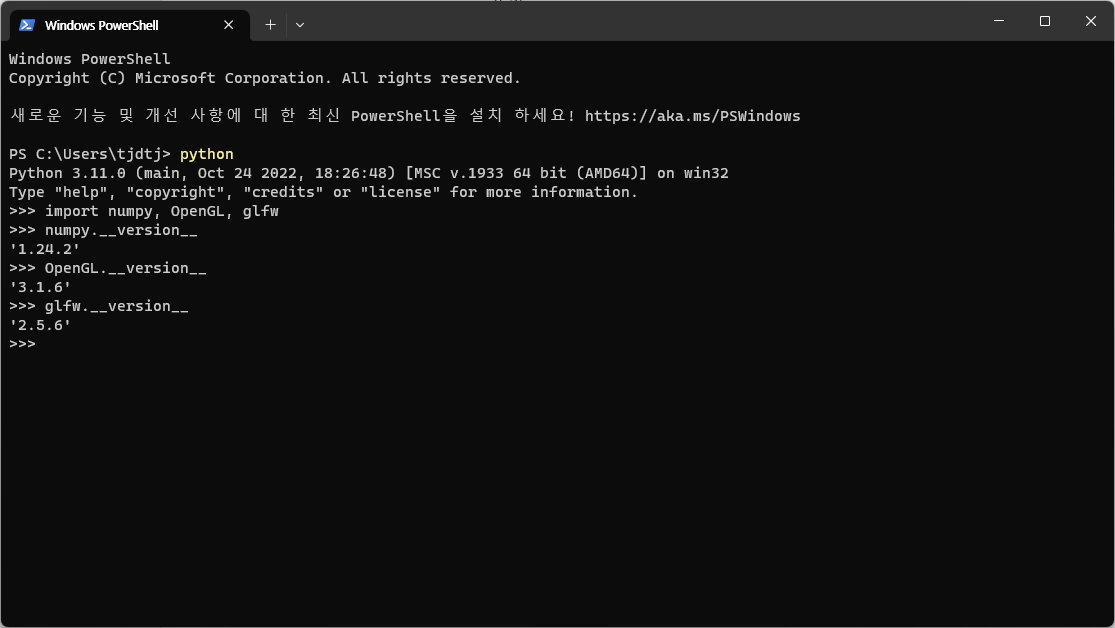 Windows PowerShell
Windows PowerShell
Copyright (C) Microsoft Corporation. All rights reserved.
새로운 기능 및 개선 사항에 대 한 최신 PowerShell을 설치 하세요! https://aka.ms/PSWindows
PS C:\Users\tjdtj> python
Python 3.11.0 (main, Oct 24 2022, 18:26:48) [MSC v.1933 64 bit (AMD64)] on win32
Type "help", "copyright", "credits" or "license" for more information.
>>> import numpy, OpenGL, glfw
>>> numpy.__version__
'1.24.2'
>>> OpenGL.__version__
'3.1.6'
>>> glfw.__version__
'2.5.6'
>>>